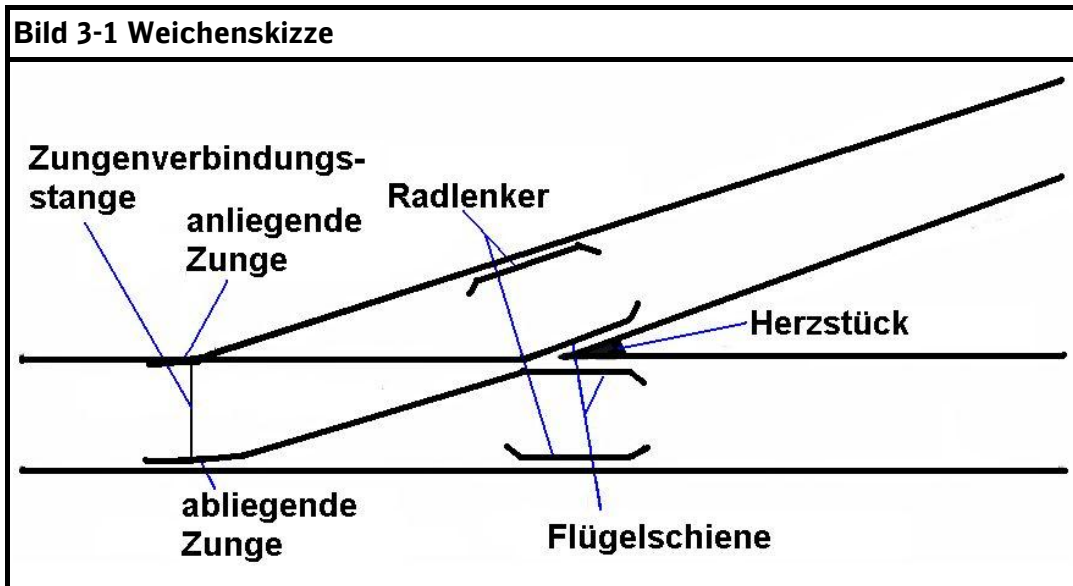 Bild 3-1 Weichenskizze
Zungenverbindungs-
stange
anliegende
Zunge
Radlenker
Herzstück
abliegende
Zunge
Flügelschiene